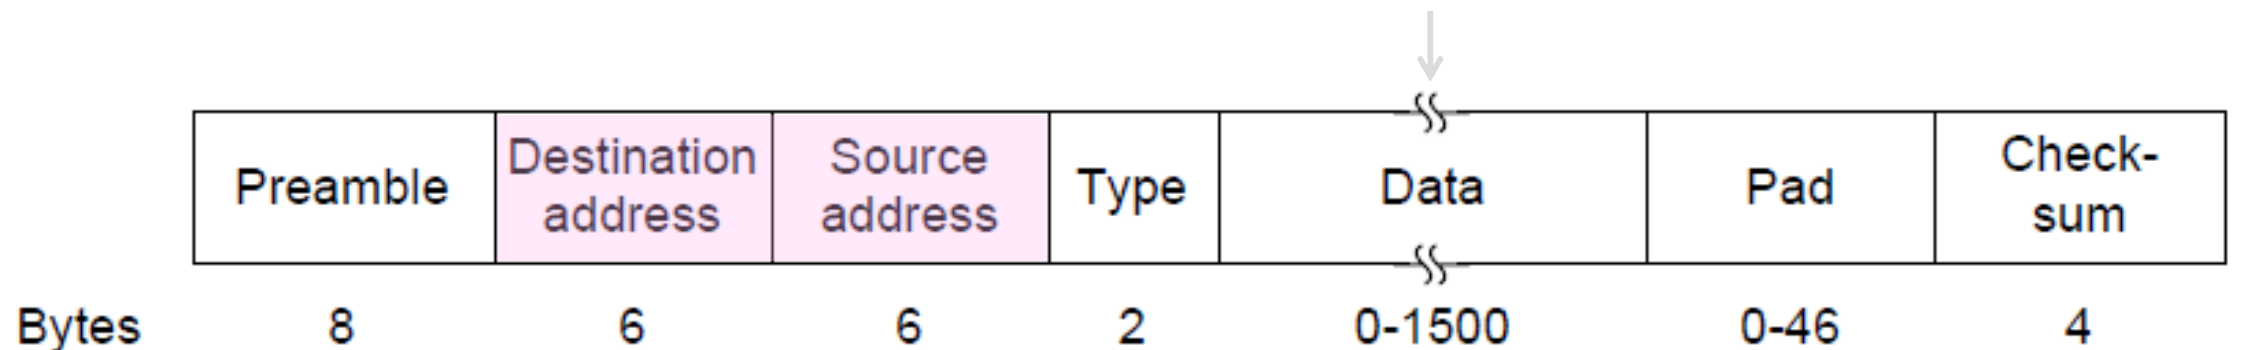 Preamble
Destination
address
Source
address
Type
Data
Pad
Check-
sum
Bytes 8 6 6 2 0-1500 0-46 4